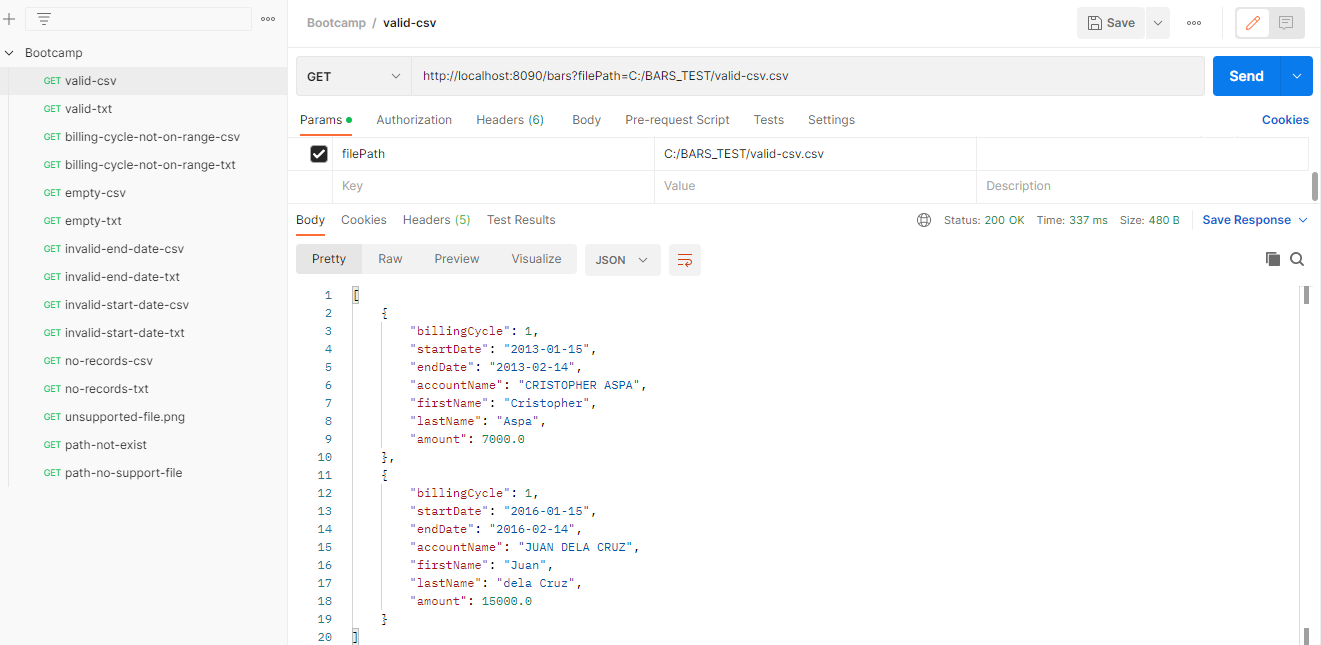 Bootcamp / valid-csv
Save
GET
http://localhost:8090/bars?filePath=C:/BARS_TEST/valid-csv.csv
Send
Bootcamp
GET valid-csv
GET valid-txt
GET billing-cycle-not-on-range-csv
GET billing-cycle-not-on-range-txt
GET empty-csv
GET empty-txt
GET invalid-end-date-csv
GET invalid-end-date-txt
GET invalid-start-date-csv
GET invalid-start-date-txt
GET no-records-csv
GET no-records-txt
GET unsupported-file.png
GET path-not-exist
GET path-no-support-file
Params Authorization Headers (6) Body Pre-request Script Tests Settings Cookies
filePath C:/BARS_TEST/valid-csv.csv
Key Value Description
Body Cookies Headers (5) Test Results Status: 200 OK Time: 337 ms Size: 480 B Save Response
Pretty Raw Preview Visualize JSON
1 [
2 {
3 "billingCycle": 1,
4 "startDate": "2013-01-15",
5 "endDate": "2013-02-14",
6 "accountName": "CRISTOPHER ASPA",
7 "firstName": "Cristopher",
8 "lastName": "Aspa",
9 "amount": 7000.0
10 },
11 {
12 "billingCycle": 1,
13 "startDate": "2016-01-15",
14 "endDate": "2016-02-14",
15 "accountName": "JUAN DELA CRUZ",
16 "firstName": "Juan",
17 "lastName": "dela Cruz",
18 "amount": 15000.0
19 }
20 ]